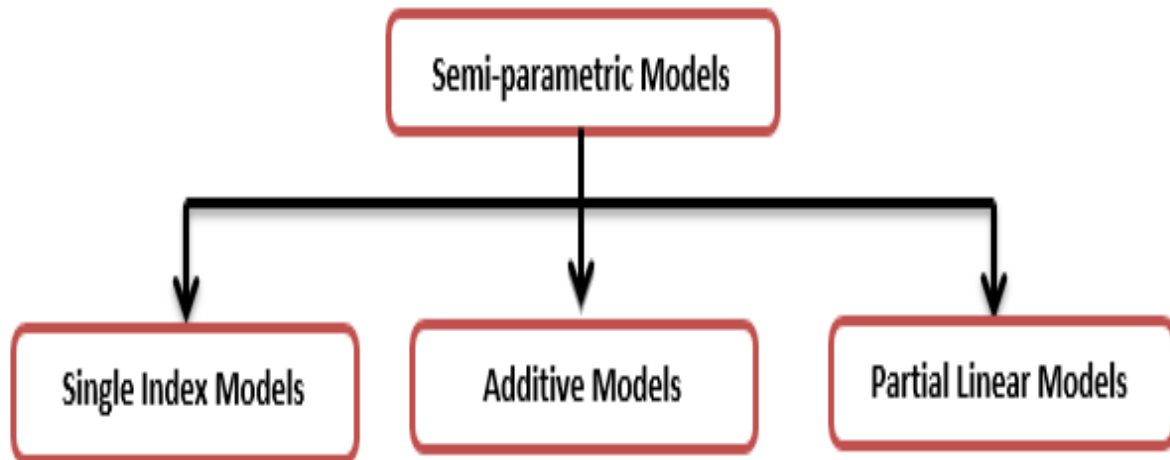 Semi-parametric Models
Single Index Models
Additive Models
Partial Linear Models